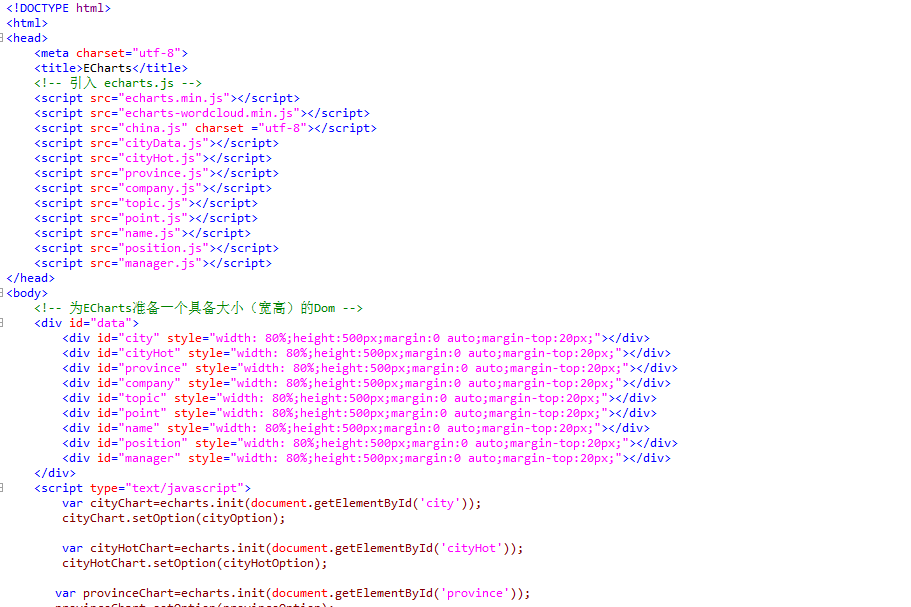 <!DOCTYPE html>
<html>
<head>
    <meta charset="utf-8">
    <title>ECharts</title>
    <!-- 引入 echarts.js -->
    <script src="echarts.min.js"></script>
    <script src="echarts-wordcloud.min.js"></script>
    <script src="china.js" charset ="utf-8"></script>
    <script src="cityData.js"></script>
    <script src="cityHot.js"></script>
    <script src="province.js"></script>
    <script src="company.js"></script>
    <script src="topic.js"></script>
    <script src="point.js"></script>
    <script src="name.js"></script>
    <script src="position.js"></script>
    <script src="manager.js"></script>
</head>
<body>
    <!-- 为ECharts准备一个具备大小（宽高）的Dom -->
    <div id="data">
        <div id="city" style="width: 80%;height:500px;margin:0 auto;margin-top:20px;"></div>
        <div id="cityHot" style="width: 80%;height:500px;margin:0 auto;margin-top:20px;"></div>
        <div id="province" style="width: 80%;height:500px;margin:0 auto;margin-top:20px;"></div>
        <div id="company" style="width: 80%;height:500px;margin:0 auto;margin-top:20px;"></div>
        <div id="topic" style="width: 80%;height:500px;margin:0 auto;margin-top:20px;"></div>
        <div id="point" style="width: 80%;height:500px;margin:0 auto;margin-top:20px;"></div>
        <div id="name" style="width: 80%;height:500px;margin:0 auto;margin-top:20px;"></div>
        <div id="position" style="width: 80%;height:500px;margin:0 auto;margin-top:20px;"></div>
        <div id="manager" style="width: 80%;height:500px;margin:0 auto;margin-top:20px;"></div>
    </div>
    <script type="text/javascript">
        var cityChart=echarts.init(document.getElementById('city'));
        cityChart.setOption(cityOption);

        var cityHotChart=echarts.init(document.getElementById('cityHot'));
        cityHotChart.setOption(cityHotOption);

       var provinceChart=echarts.init(document.getElementById('province'));